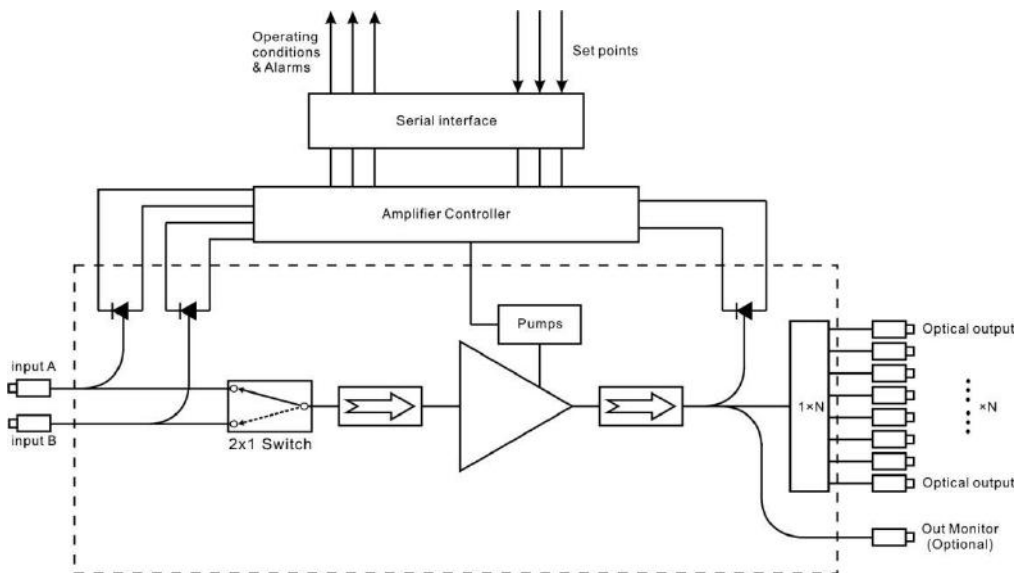 Operating
conditions
& Alarms
Set points
Serial interface
Amplifier Controller
Pumps
input A
input B
2x1 Switch
1×N
Optical output
×N
Optical output
Out Monitor
(Optional)